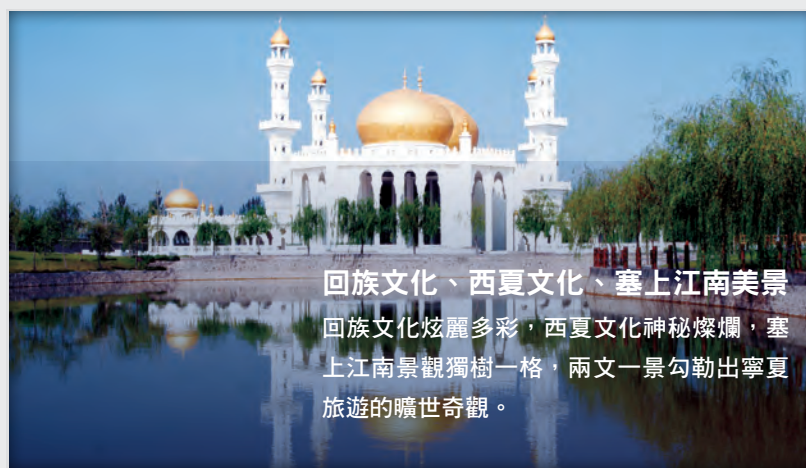 回族文化、西夏文化、塞上江南美景
回族文化炫麗多彩，西夏文化神秘燦爛，塞
上江南景觀獨樹一格，兩文一景勾勒出寧夏
旅遊的曠世奇觀。